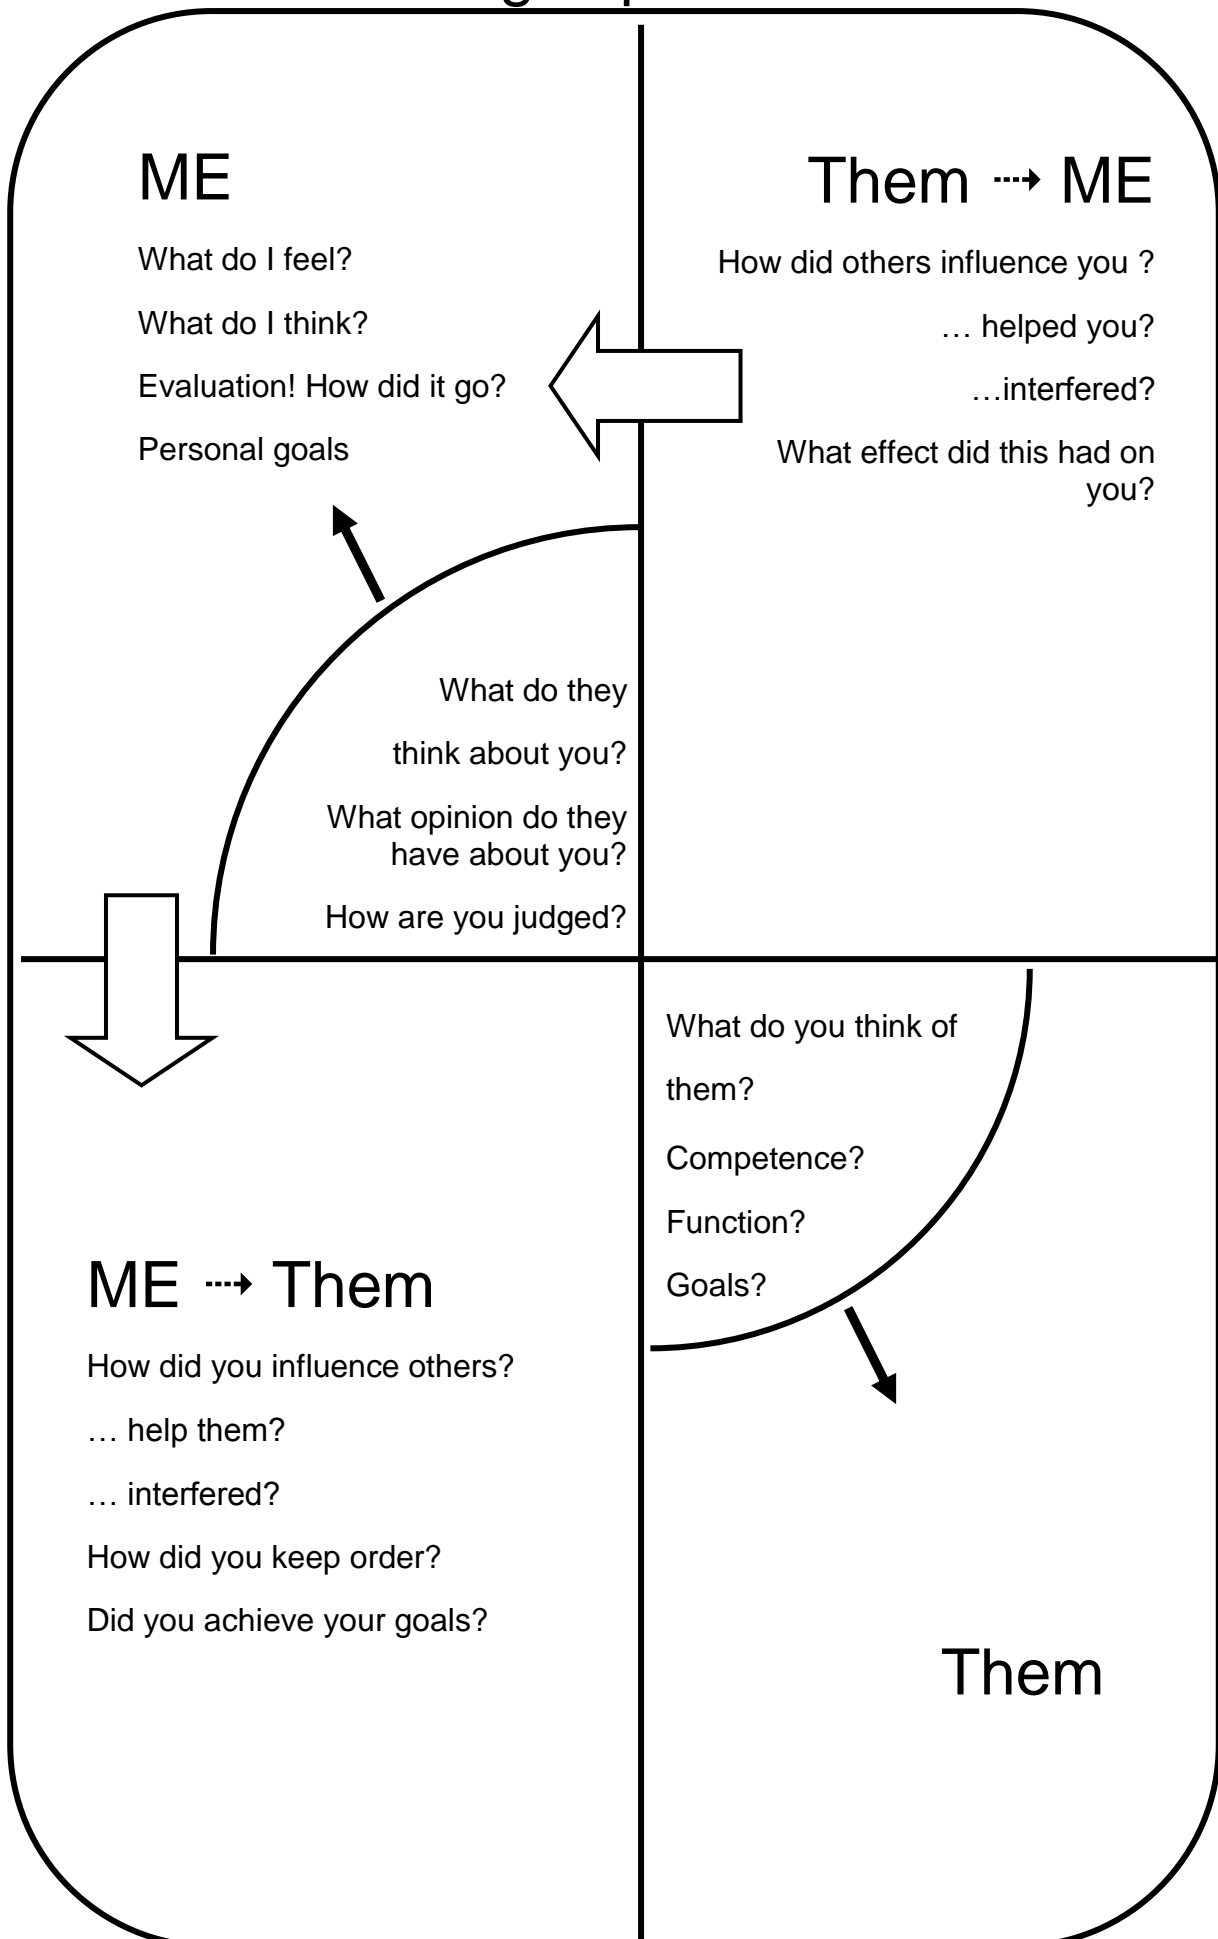 ME
What do I feel?
What do I think?
Evaluation! How did it go?
Personal goals
Them ⤑ ME
How did others influence you ?
… helped you?
…interfered?
What effect did this had on
you?
What do they
think about you?
What opinion do they
have about you?
How are you judged?
What do you think of
them?
Competence?
Function?
Goals?
ME ⤑ Them
How did you influence others?
… help them?
… interfered?
How did you keep order?
Did you achieve your goals?
Them